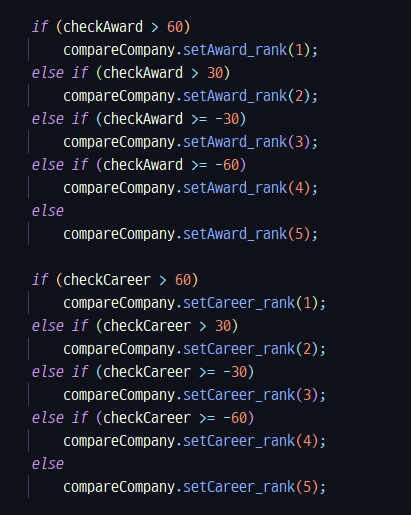 if (checkAward > 60)
compareCompany.setAward_rank(1);
else if (checkAward > 30)
compareCompany.setAward_rank(2);
else if (checkAward >= -30)
compareCompany.setAward_rank(3);
else if (checkAward >= -60)
compareCompany.setAward_rank(4);
else
compareCompany.setAward_rank(5);
if (checkCareer > 60)
compareCompany.setCareer_rank(1);
else if (checkCareer > 30)
compareCompany.setCareer_rank(2);
else if (checkCareer >= -30)
compareCompany.setCareer_rank(3);
else if (checkCareer >= -60)
compareCompany.setCareer_rank(4);
else
compareCompany.setCareer_rank(5);